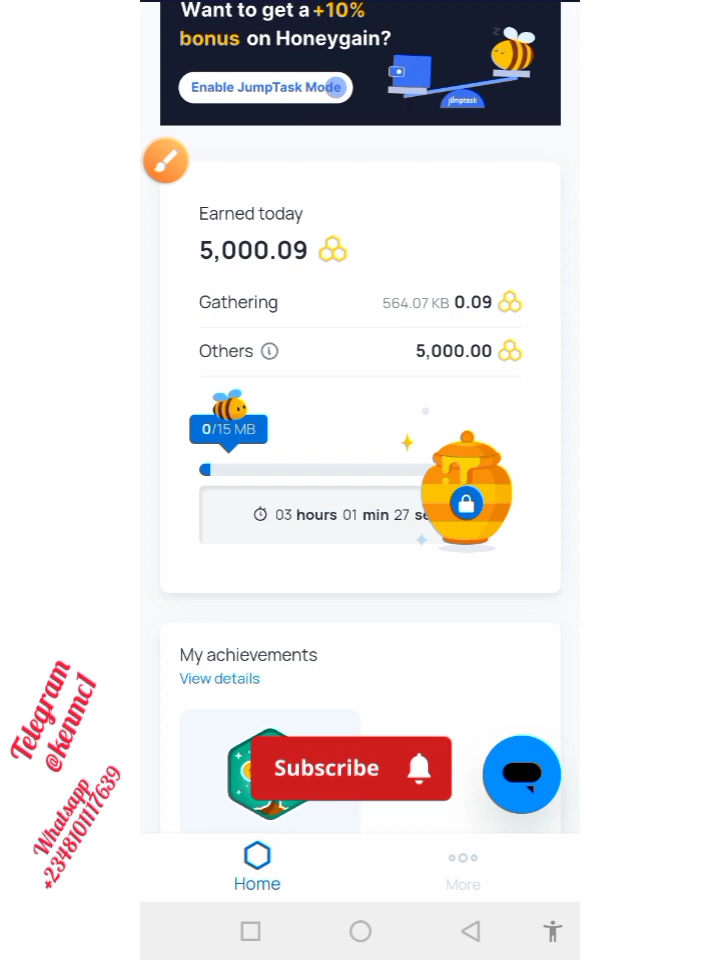 Want to get a +10%
bonus on Honeygain?
Enable JumpTask Mode
jumptask
z
Earned today
5,000.09
Gathering 564.07 KB 0.09
Others i 5,000.00
0/15 MB
03 hours 01 min 27 se
My achievements
View details
Subscribe
Telegram
@kenmc1
Whatsapp
+2348101117639
Home
More